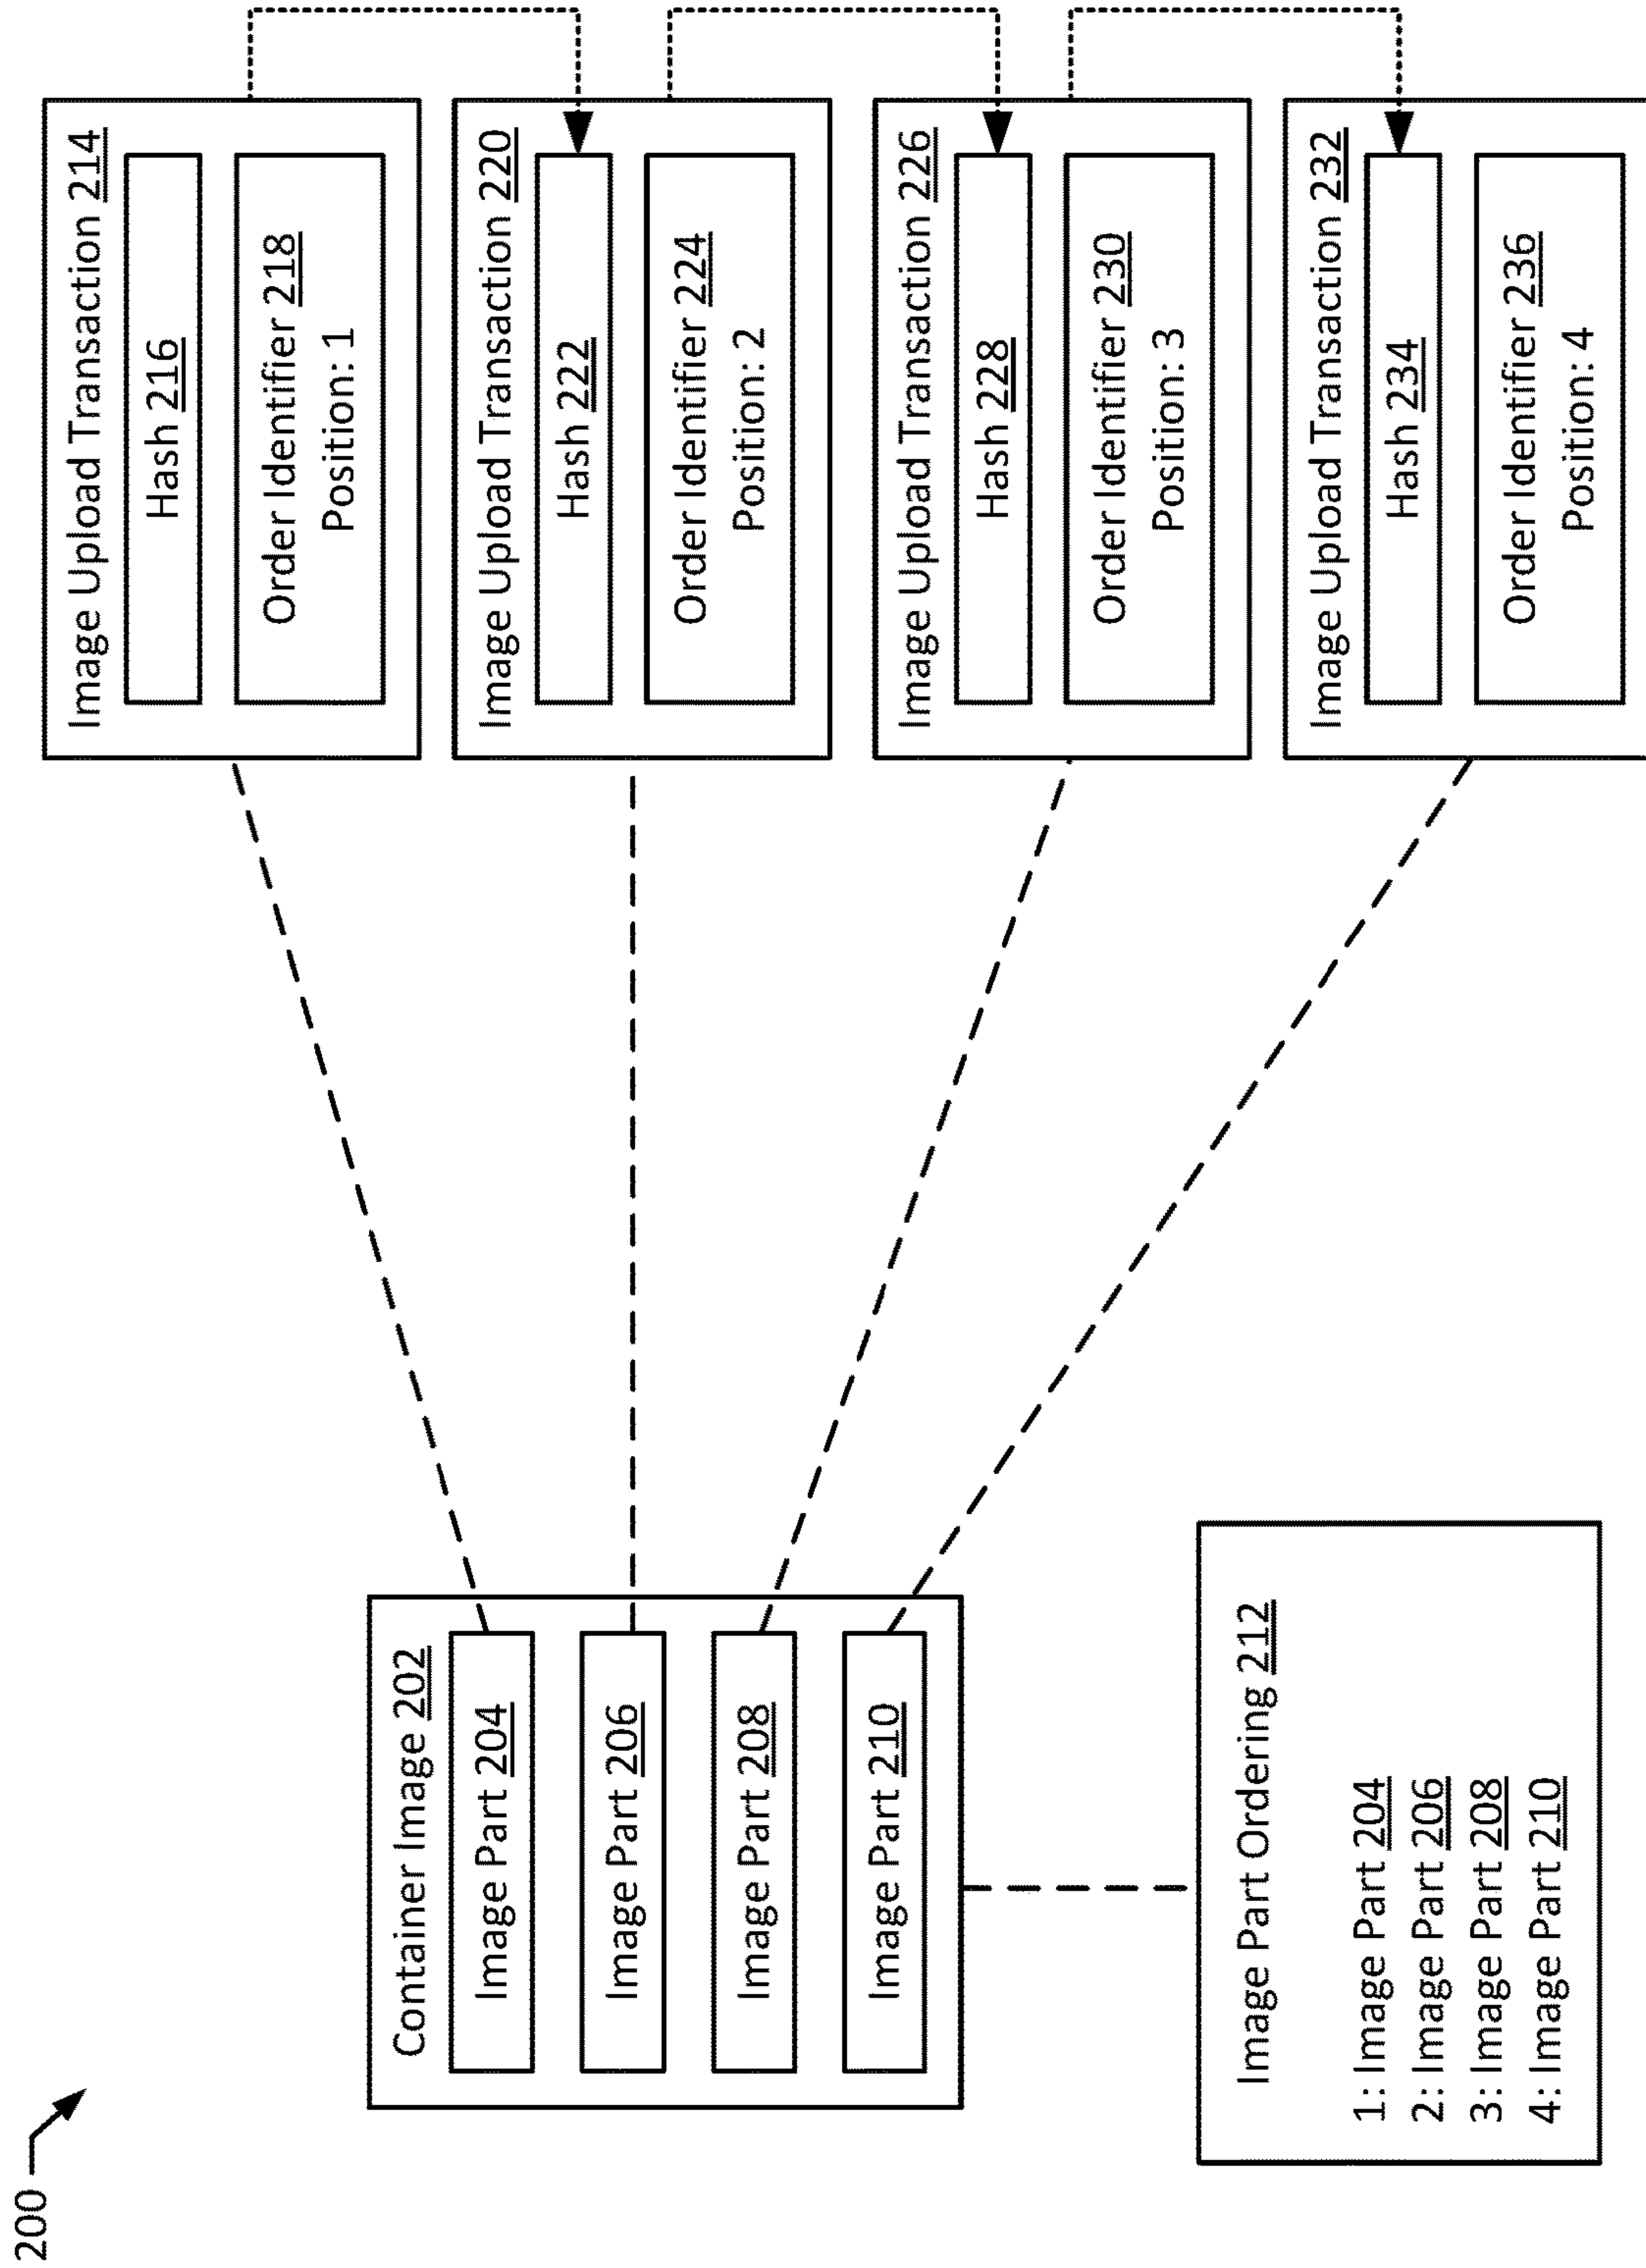 200
Container Image 202
Image Part 204
Image Part 206
Image Part 208
Image Part 210
Image Part Ordering 212
1: Image Part 204
2: Image Part 206
3: Image Part 208
4: Image Part 210
Image Upload Transaction 214
Hash 216
Order Identifier 218
Position: 1
Image Upload Transaction 220
Hash 222
Order Identifier 224
Position: 2
Image Upload Transaction 226
Hash 228
Order Identifier 230
Position: 3
Image Upload Transaction 232
Hash 234
Order Identifier 236
Position: 4